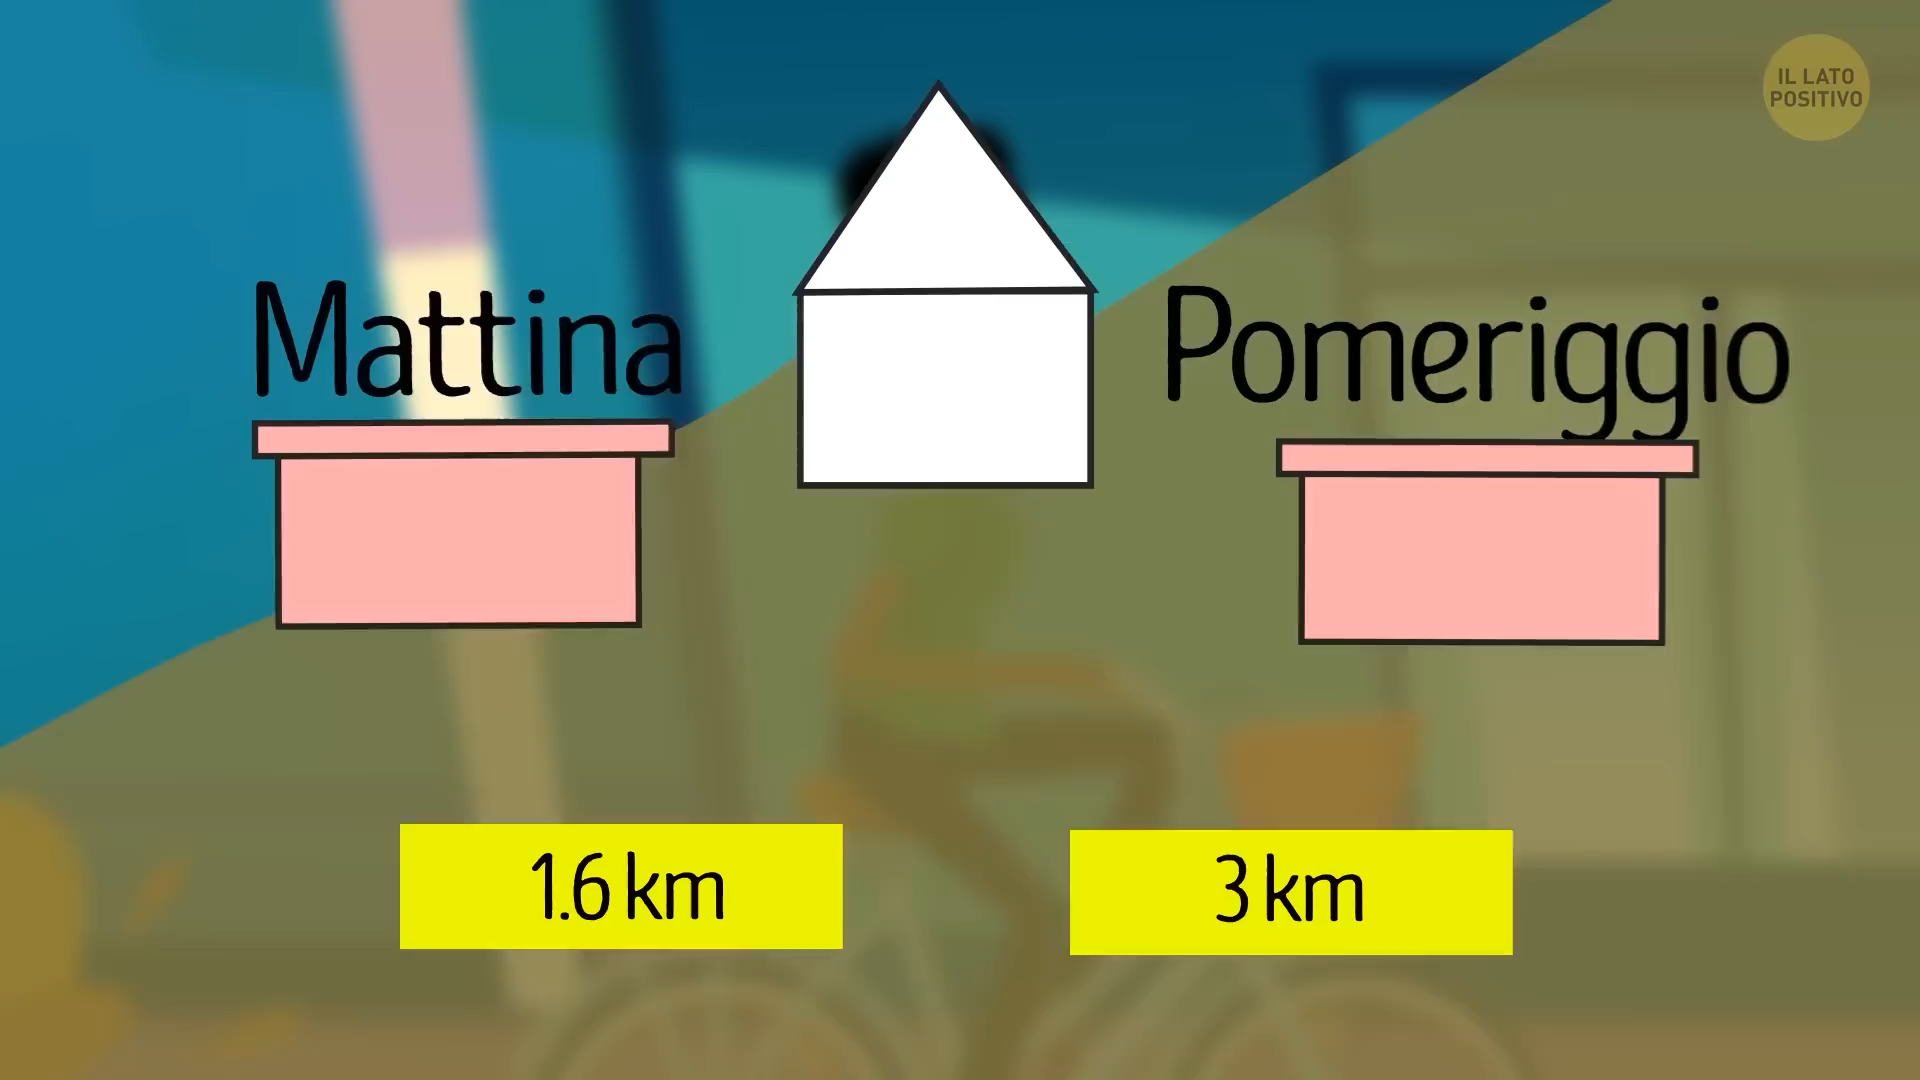 IL LATO
POSITIVO
Mattina
Pomeriggio
1.6 km
3 km